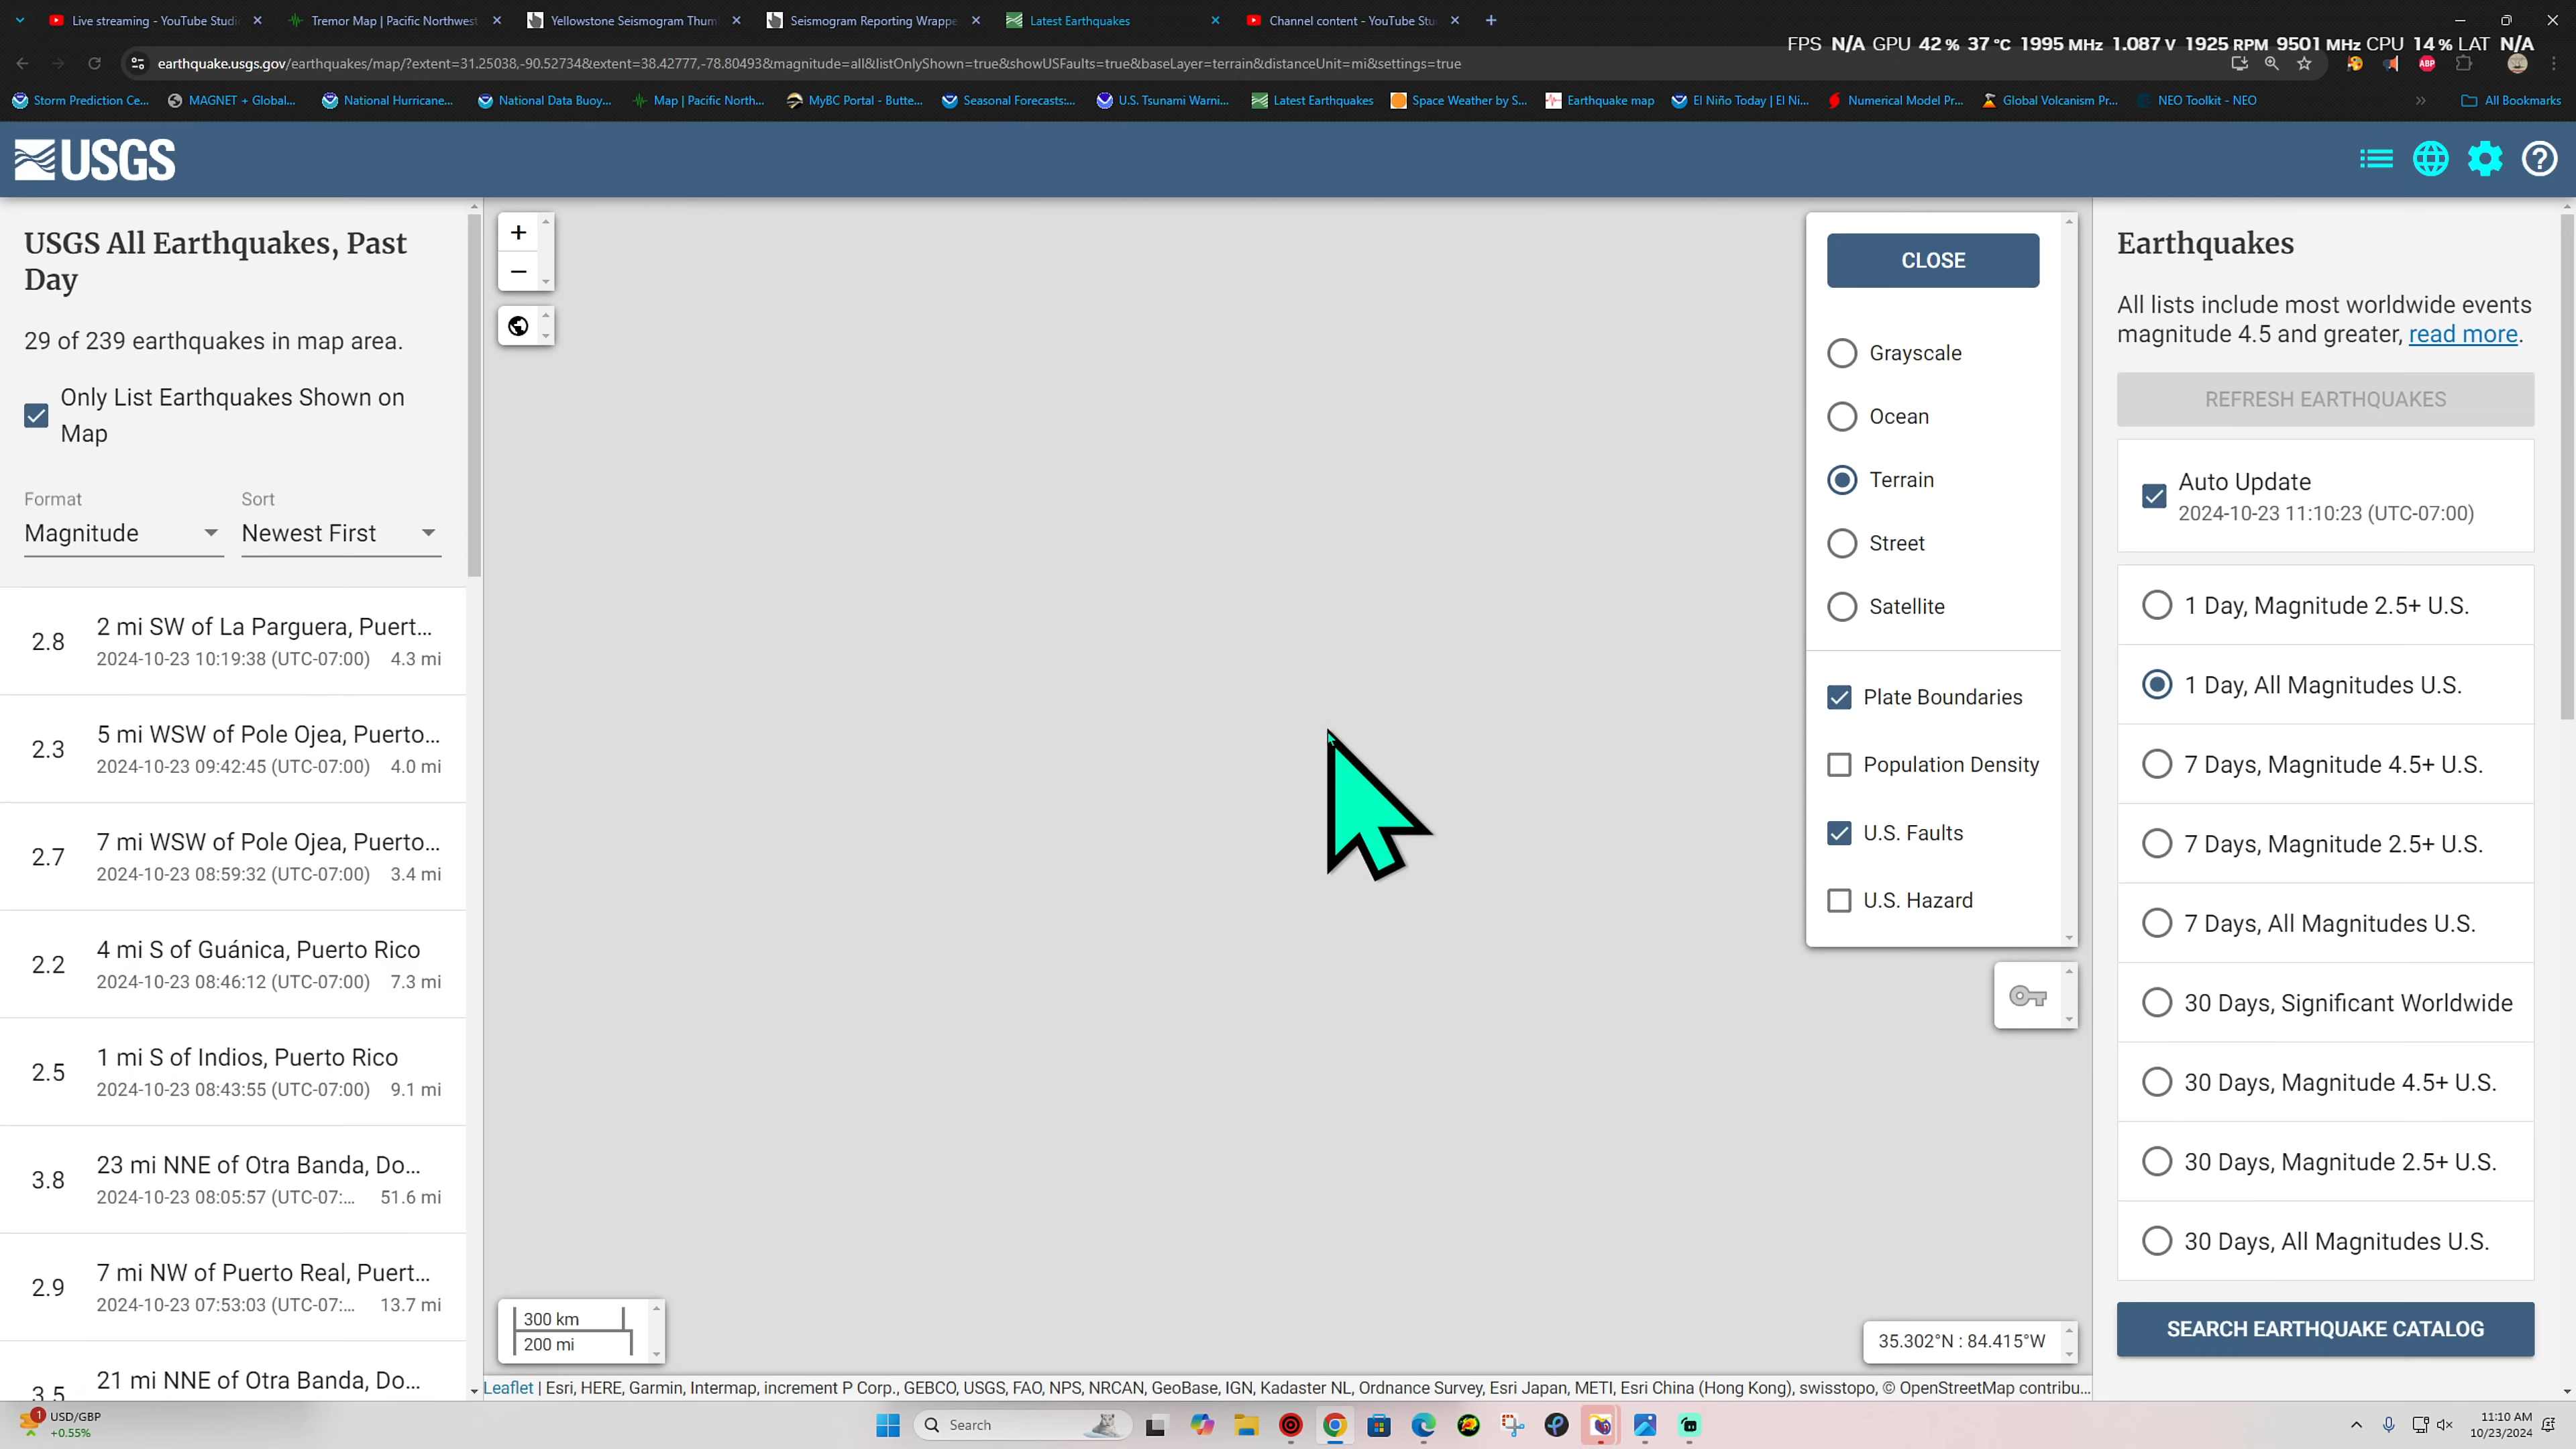 Live streaming - YouTube Studi
Tremor Map | Pacific Northwest
Yellowstone Seismogram Thum
Seismogram Reporting Wrappe
Latest Earthquakes
Channel content - YouTube Stu
FPS N/A GPU 42 % 37 °C 1995 MHz 1.087 V 1925 RPM 9501 MHz CPU 14 % LAT N/A
earthquake.usgs.gov/earthquakes/map/?extent=31.25038,-90.52734&extent=38.42777,-78.80493&magnitude=all&listOnlyShown=true&showUSFaults=true&baseLayer=terrain&distanceUnit=mi&settings=true
ABP
Storm Prediction Ce...
MAGNET + Global...
National Hurricane...
National Data Buoy...
Map | Pacific North...
MyBC Portal - Butte...
Seasonal Forecasts:...
U.S. Tsunami Warni...
Latest Earthquakes
Space Weather by S...
Earthquake map
El Niño Today | El Ni...
Numerical Model Pr...
Global Volcanism Pr...
NEO Toolkit - NEO
All Bookmarks
USGS
USGS All Earthquakes, Past
Day
29 of 239 earthquakes in map area.
Only List Earthquakes Shown on
Map
Format
Sort
Magnitude
Newest First
2.8
2 mi SW of La Parguera, Puert...
2024-10-23 10:19:38 (UTC-07:00) 4.3 mi
2.3
5 mi WSW of Pole Ojea, Puerto...
2024-10-23 09:42:45 (UTC-07:00) 4.0 mi
2.7
7 mi WSW of Pole Ojea, Puerto...
2024-10-23 08:59:32 (UTC-07:00) 3.4 mi
2.2
4 mi S of Guánica, Puerto Rico
2024-10-23 08:46:12 (UTC-07:00) 7.3 mi
2.5
1 mi S of Indios, Puerto Rico
2024-10-23 08:43:55 (UTC-07:00) 9.1 mi
3.8
23 mi NNE of Otra Banda, Do...
2024-10-23 08:05:57 (UTC-07:... 51.6 mi
2.9
7 mi NW of Puerto Real, Puert...
2024-10-23 07:53:03 (UTC-07:... 13.7 mi
3.5
21 mi NNE of Otra Banda, Do...
+
−
300 km
200 mi
CLOSE
Grayscale
Ocean
Terrain
Street
Satellite
Plate Boundaries
Population Density
U.S. Faults
U.S. Hazard
35.302°N : 84.415°W
Leaflet | Esri, HERE, Garmin, Intermap, increment P Corp., GEBCO, USGS, FAO, NPS, NRCAN, GeoBase, IGN, Kadaster NL, Ordnance Survey, Esri Japan, METI, Esri China (Hong Kong), swisstopo, © OpenStreetMap contribu...
Earthquakes
All lists include most worldwide events
magnitude 4.5 and greater, read more.
REFRESH EARTHQUAKES
Auto Update
2024-10-23 11:10:23 (UTC-07:00)
1 Day, Magnitude 2.5+ U.S.
1 Day, All Magnitudes U.S.
7 Days, Magnitude 4.5+ U.S.
7 Days, Magnitude 2.5+ U.S.
7 Days, All Magnitudes U.S.
30 Days, Significant Worldwide
30 Days, Magnitude 4.5+ U.S.
30 Days, Magnitude 2.5+ U.S.
30 Days, All Magnitudes U.S.
SEARCH EARTHQUAKE CATALOG
1
USD/GBP
+0.55%
Search
11:10 AM
10/23/2024